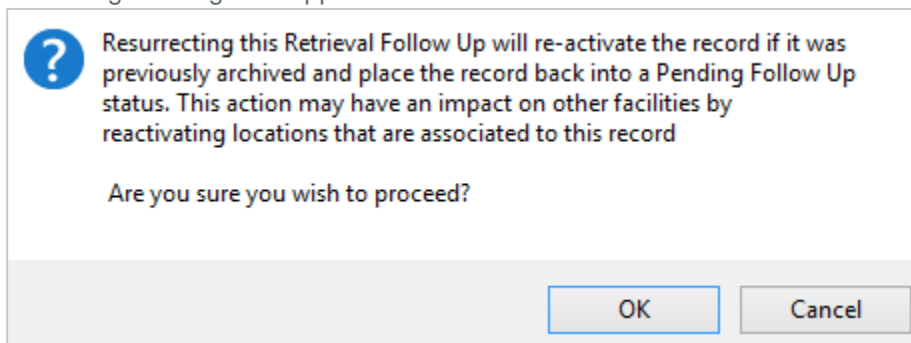 Resurrecting this Retrieval Follow Up will re-activate the record if it was
previously archived and place the record back into a Pending Follow Up
status. This action may have an impact on other facilities by
reactivating locations that are associated to this record
Are you sure you wish to proceed?
OK
Cancel